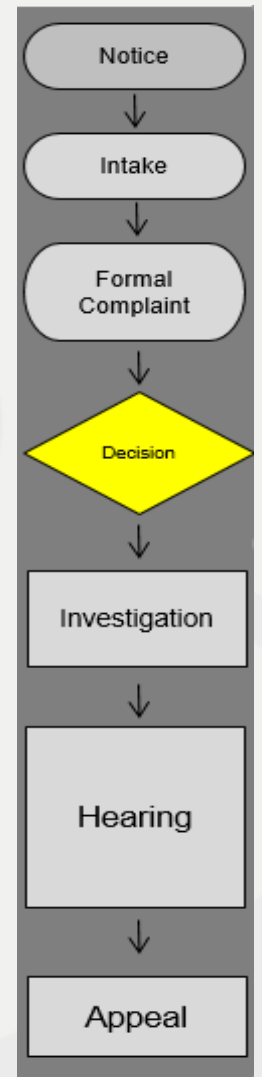 Notice
Intake
Formal
Complaint
Decision
Investigation
Hearing
Appeal